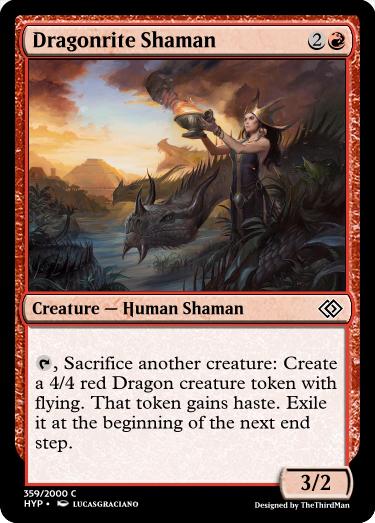 Dragonrite Shaman 2
Creature — Human Shaman
, Sacrifice another creature: Create
a 4/4 red Dragon creature token with
flying. That token gains haste. Exile
it at the beginning of the next end
step.
3/2
359/2000 C
HYP • LUCASGRACIANO
Designed by TheThirdMan